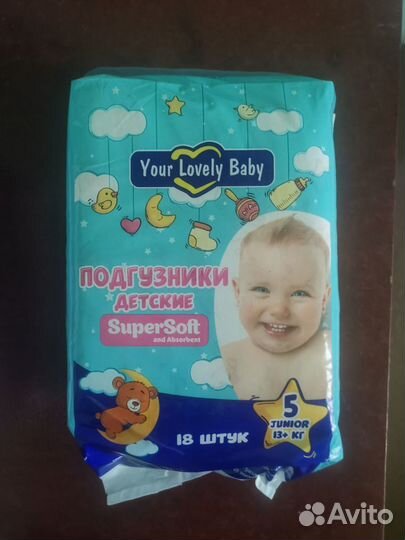 Your Lovely Baby
ПОДГУЗНИКИ
ДЕТСКИЕ
SuperSoft
and Absorbent
5
JUNIOR
13+ КГ
18 ШТУК
Avito